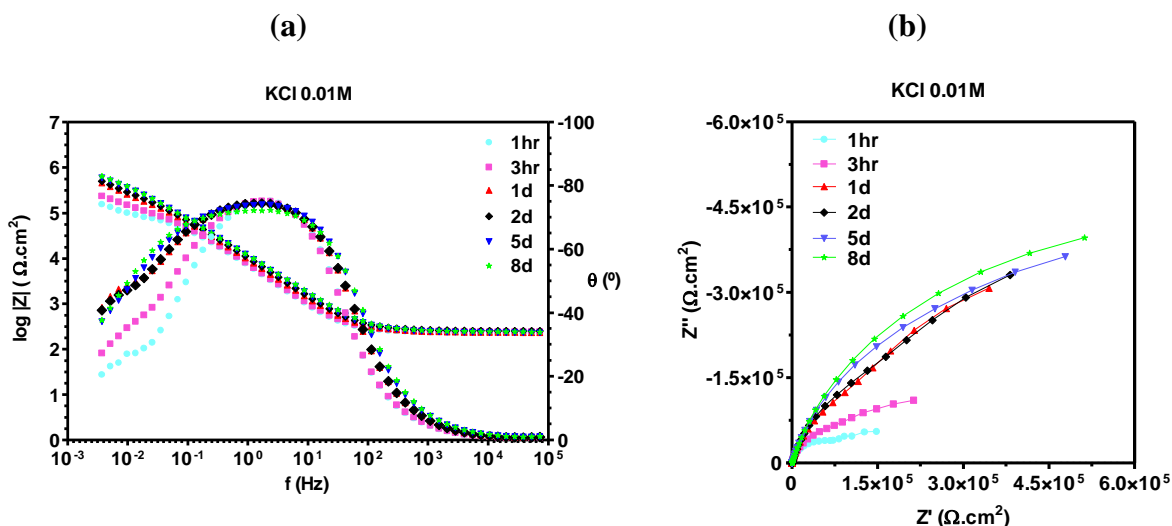 (a)
KCl 0.01M
7
6
5
4
3
2
1
0
log |Z| ( Ω.cm²)
-100
-80
-60
-40
-20
0
θ (º)
1hr
3hr
1d
2d
5d
8d
10⁻³ 10⁻² 10⁻¹ 10⁰ 10¹ 10² 10³ 10⁴ 10⁵
f (Hz)
(b)
KCl 0.01M
-6.0×10⁵
-4.5×10⁵
-3.0×10⁵
-1.5×10⁵
0
Z'' (Ω.cm²)
1hr
3hr
1d
2d
5d
8d
0 1.5×10⁵ 3.0×10⁵ 4.5×10⁵ 6.0×10⁵
Z' (Ω.cm²)